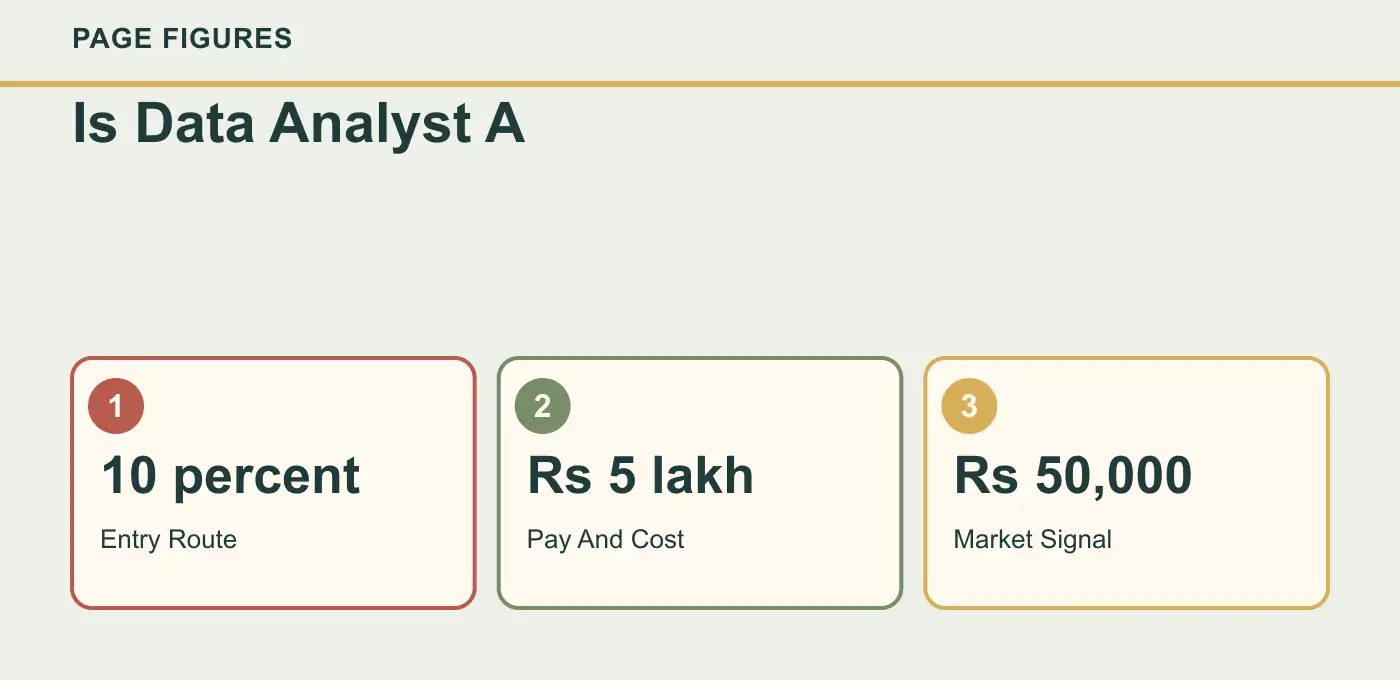 PAGE FIGURES
Is Data Analyst A
1
10 percent
Entry Route
2
Rs 5 lakh
Pay And Cost
3
Rs 50,000
Market Signal